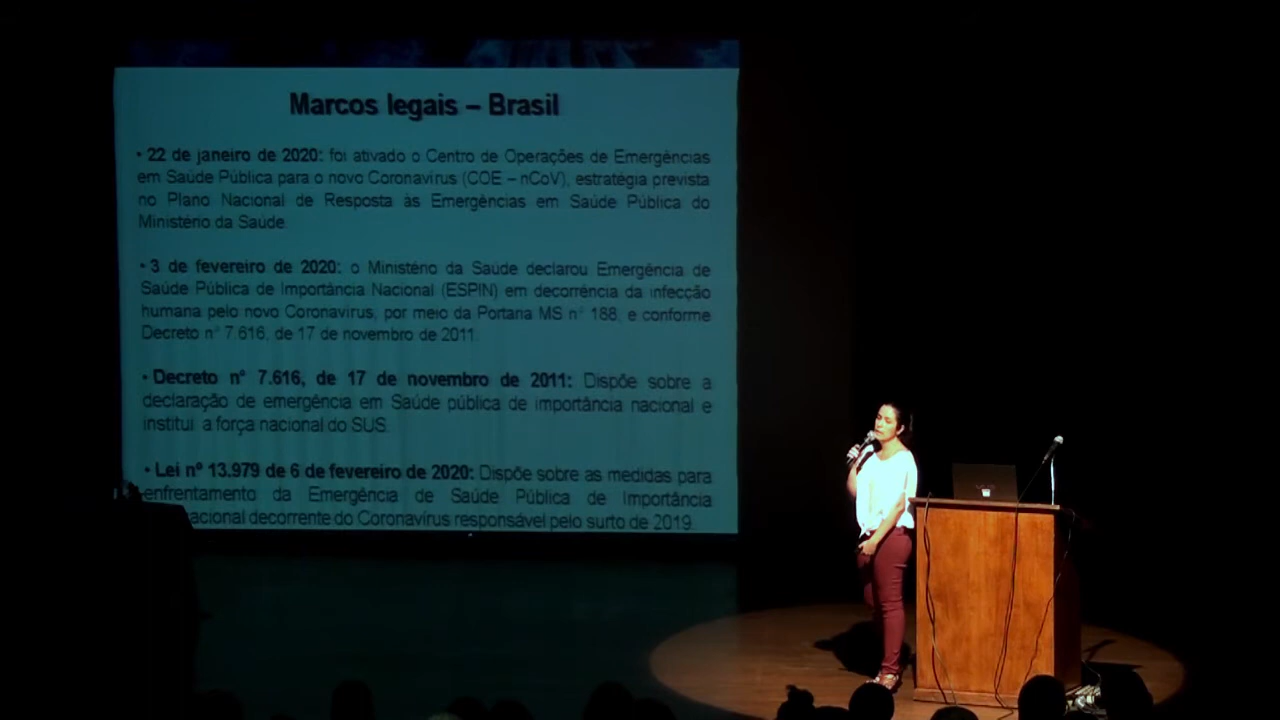 Marcos legais – Brasil
• 22 de janeiro de 2020: foi ativado o Centro de Operações de Emergências
em Saúde Pública para o novo Coronavírus (COE – nCoV), estratégia prevista
no Plano Nacional de Resposta às Emergências em Saúde Pública do
Ministério da Saúde.
• 3 de fevereiro de 2020: o Ministério da Saúde declarou Emergência de
Saúde Pública de Importância Nacional (ESPIN) em decorrência da infecção
humana pelo novo Coronavírus, por meio da Portaria MS n° 188, e conforme
Decreto n° 7.616, de 17 de novembro de 2011.
• Decreto nº 7.616, de 17 de novembro de 2011: Dispõe sobre a
declaração de emergência em Saúde pública de importância nacional e
institui a força nacional do SUS.
• Lei nº 13.979 de 6 de fevereiro de 2020: Dispõe sobre as medidas para
enfrentamento da Emergência de Saúde Pública de Importância
acional decorrente do Coronavírus responsável pelo surto de 2019.